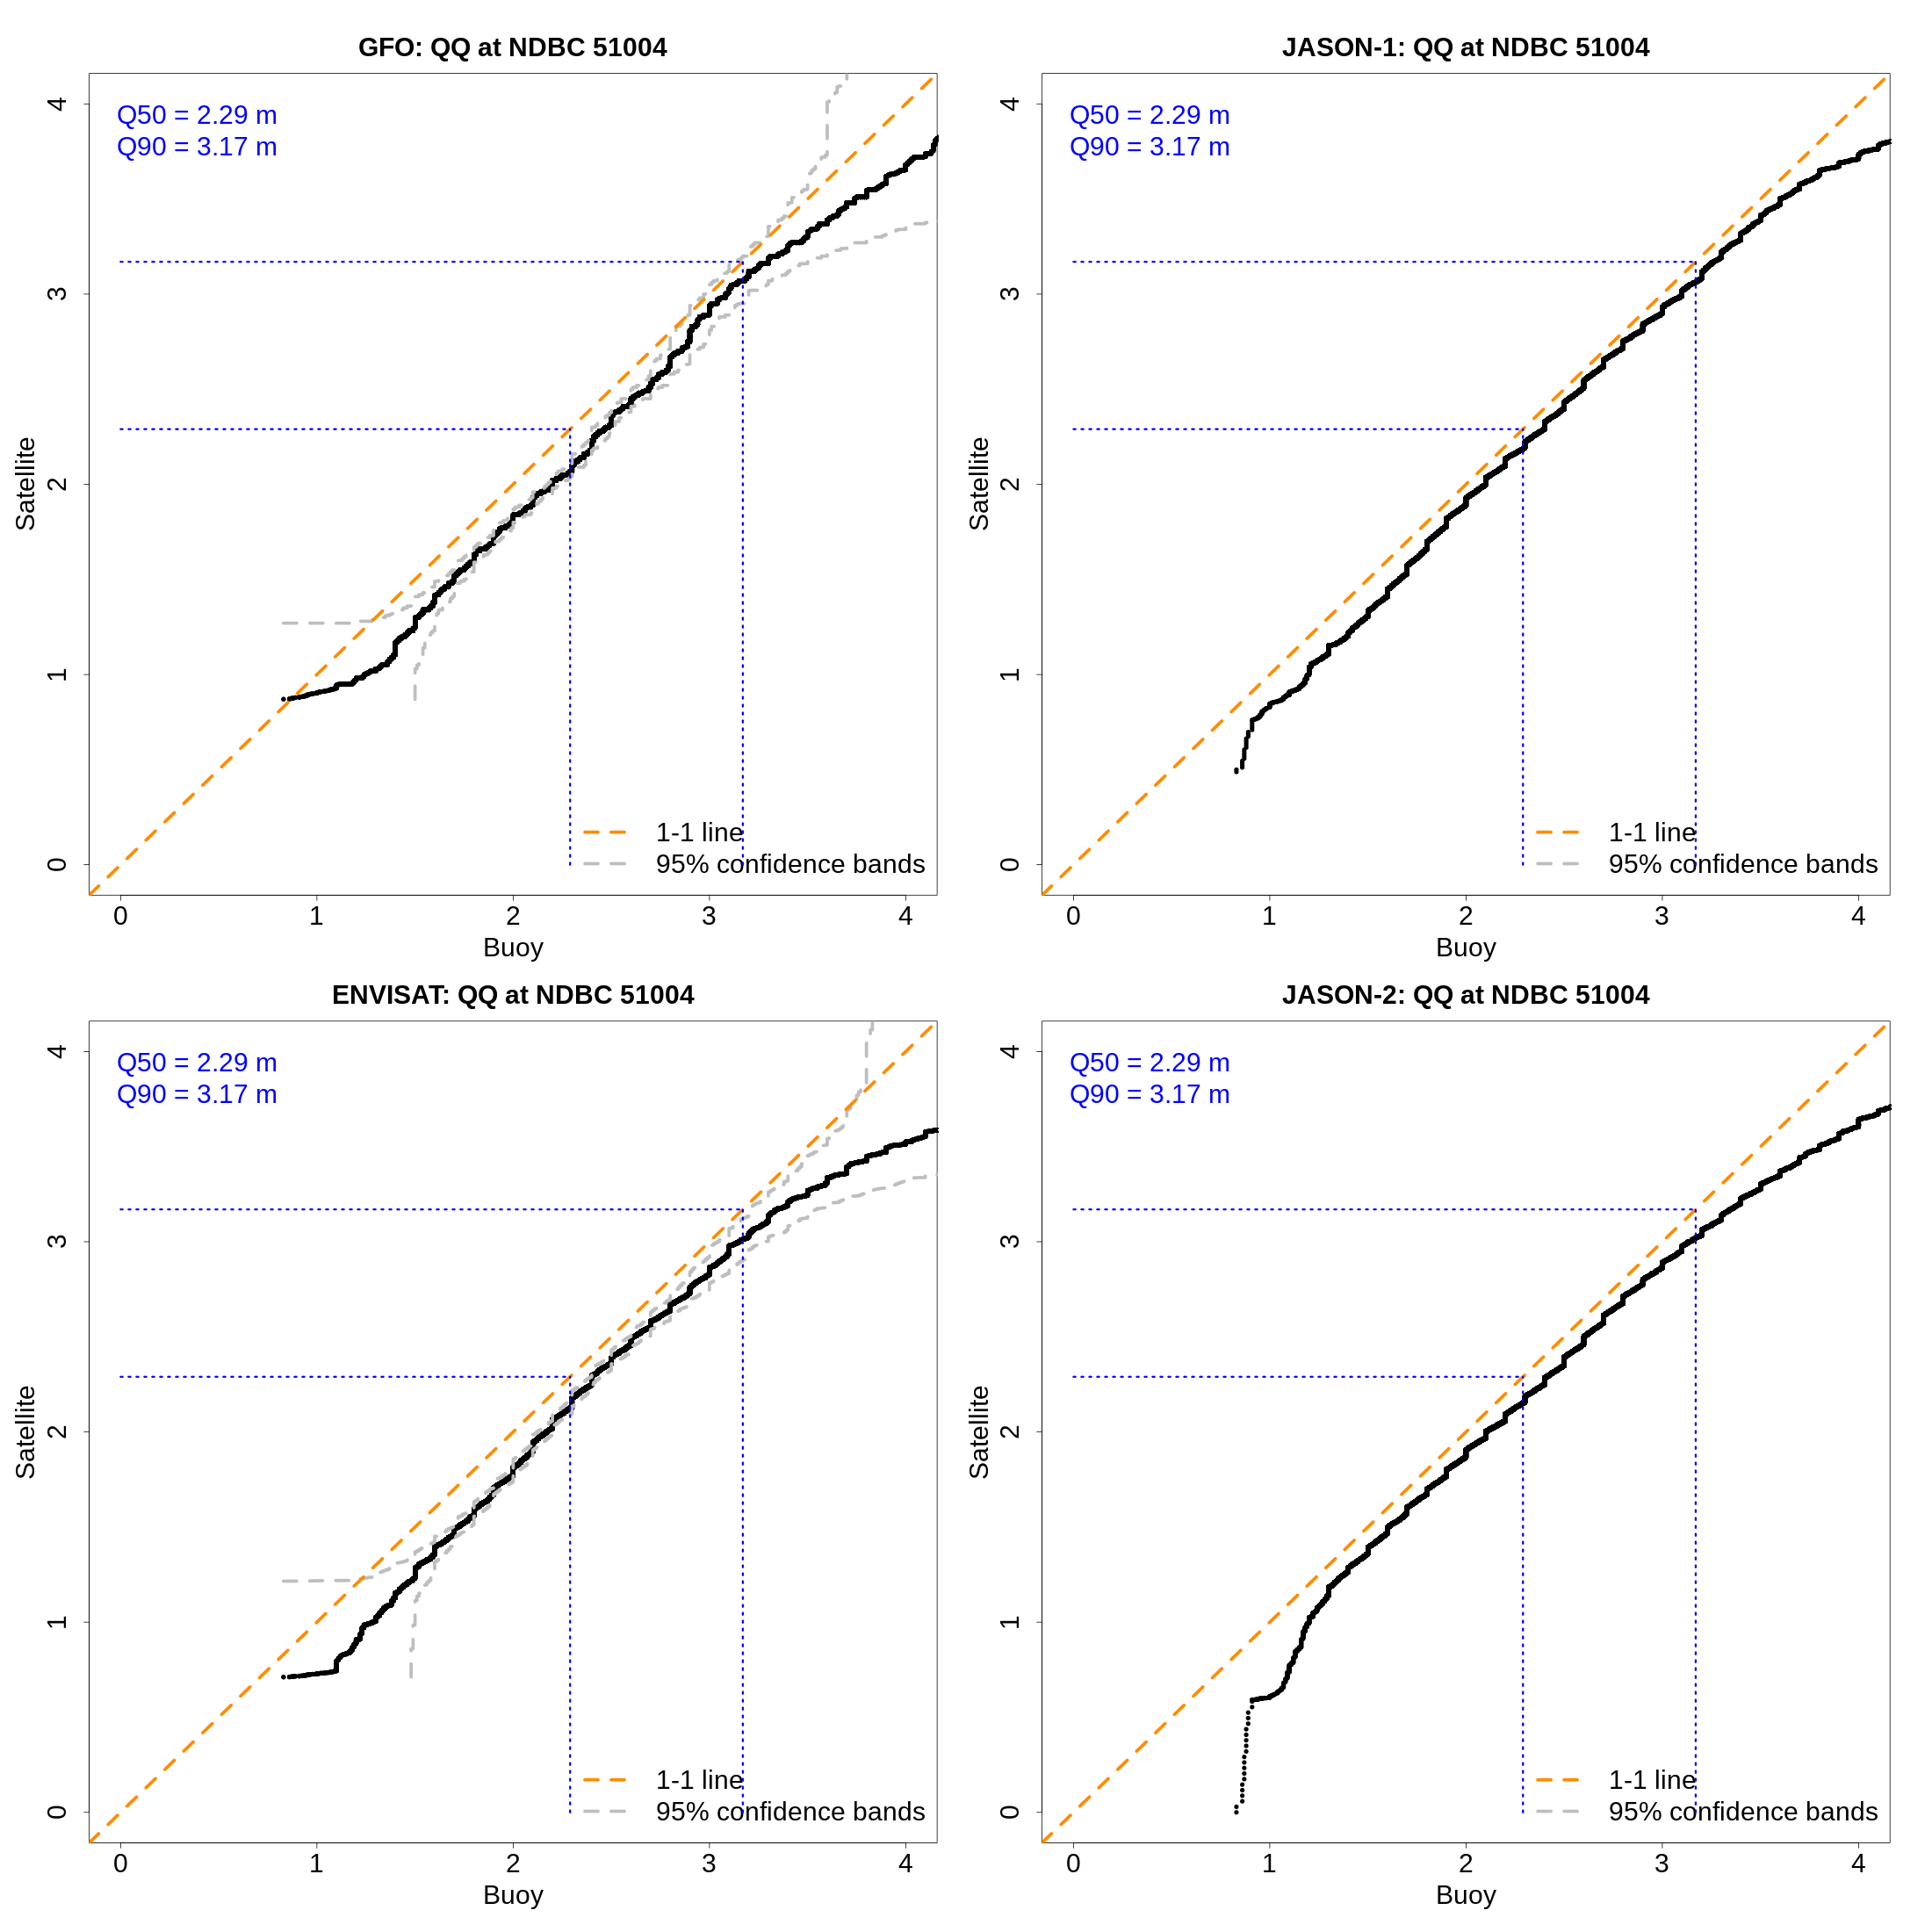 GFO: QQ at NDBC 51004
Q50 = 2.29 m
Q90 = 3.17 m
4
3
2
1
0
Satellite
1-1 line
95% confidence bands
0 1 2 3 4
Buoy
JASON-1: QQ at NDBC 51004
Q50 = 2.29 m
Q90 = 3.17 m
4
3
2
1
0
Satellite
1-1 line
95% confidence bands
0 1 2 3 4
Buoy
ENVISAT: QQ at NDBC 51004
Q50 = 2.29 m
Q90 = 3.17 m
4
3
2
1
0
Satellite
1-1 line
95% confidence bands
0 1 2 3 4
Buoy
JASON-2: QQ at NDBC 51004
Q50 = 2.29 m
Q90 = 3.17 m
4
3
2
1
0
Satellite
1-1 line
95% confidence bands
0 1 2 3 4
Buoy